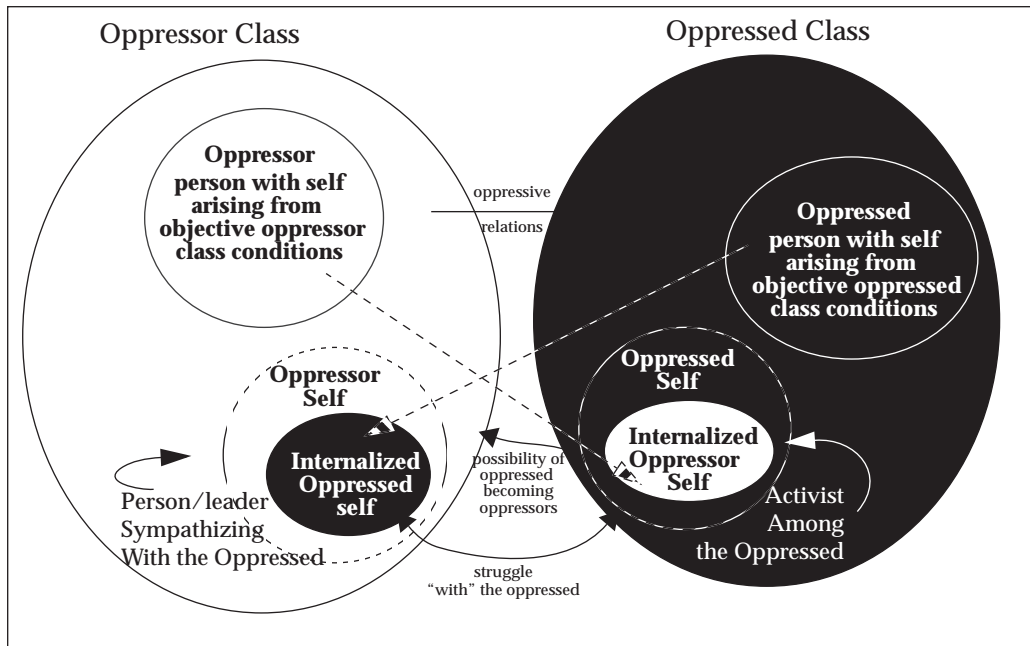 Oppressor Class
Oppressed Class
Oppressor
person with self
arising from
objective oppressor
class conditions
oppressive
relations
Oppressed
person with self
arising from
objective oppressed
class conditions
Oppressor
Self
Internalized
Oppressed
self
Oppressed
Self
Internalized
Oppressor
Self
possibility of
oppressed
becoming
oppressors
Person/leader
Sympathizing
With the Oppressed
Activist
Among
the Oppressed
struggle
“with” the oppressed